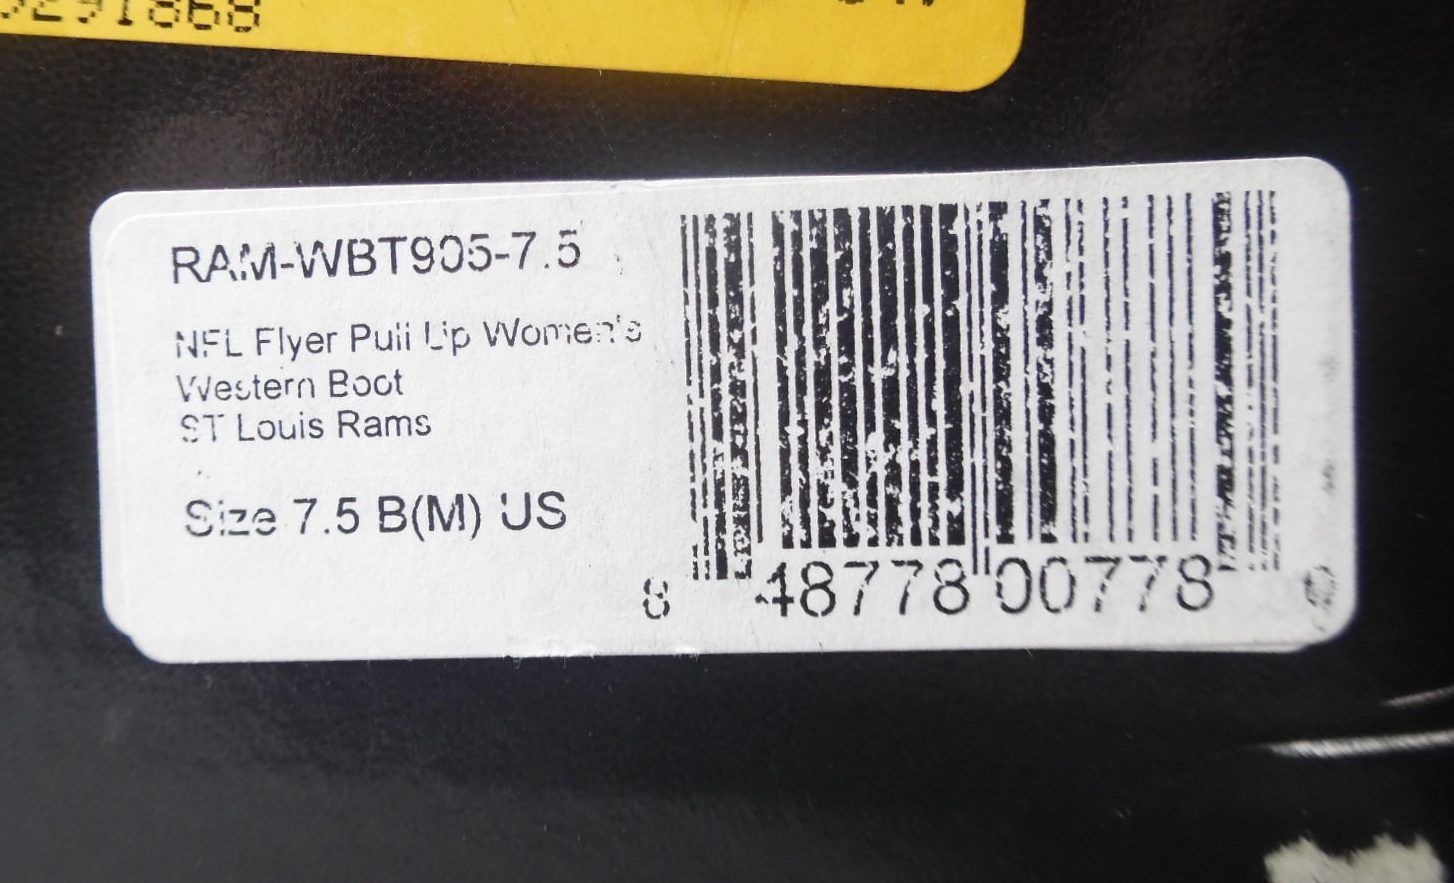 RAM-WBT905-7.5
NFL Flyer Pull Up Women's
Western Boot
ST Louis Rams
Size 7.5 B(M) US
8 48778 00778